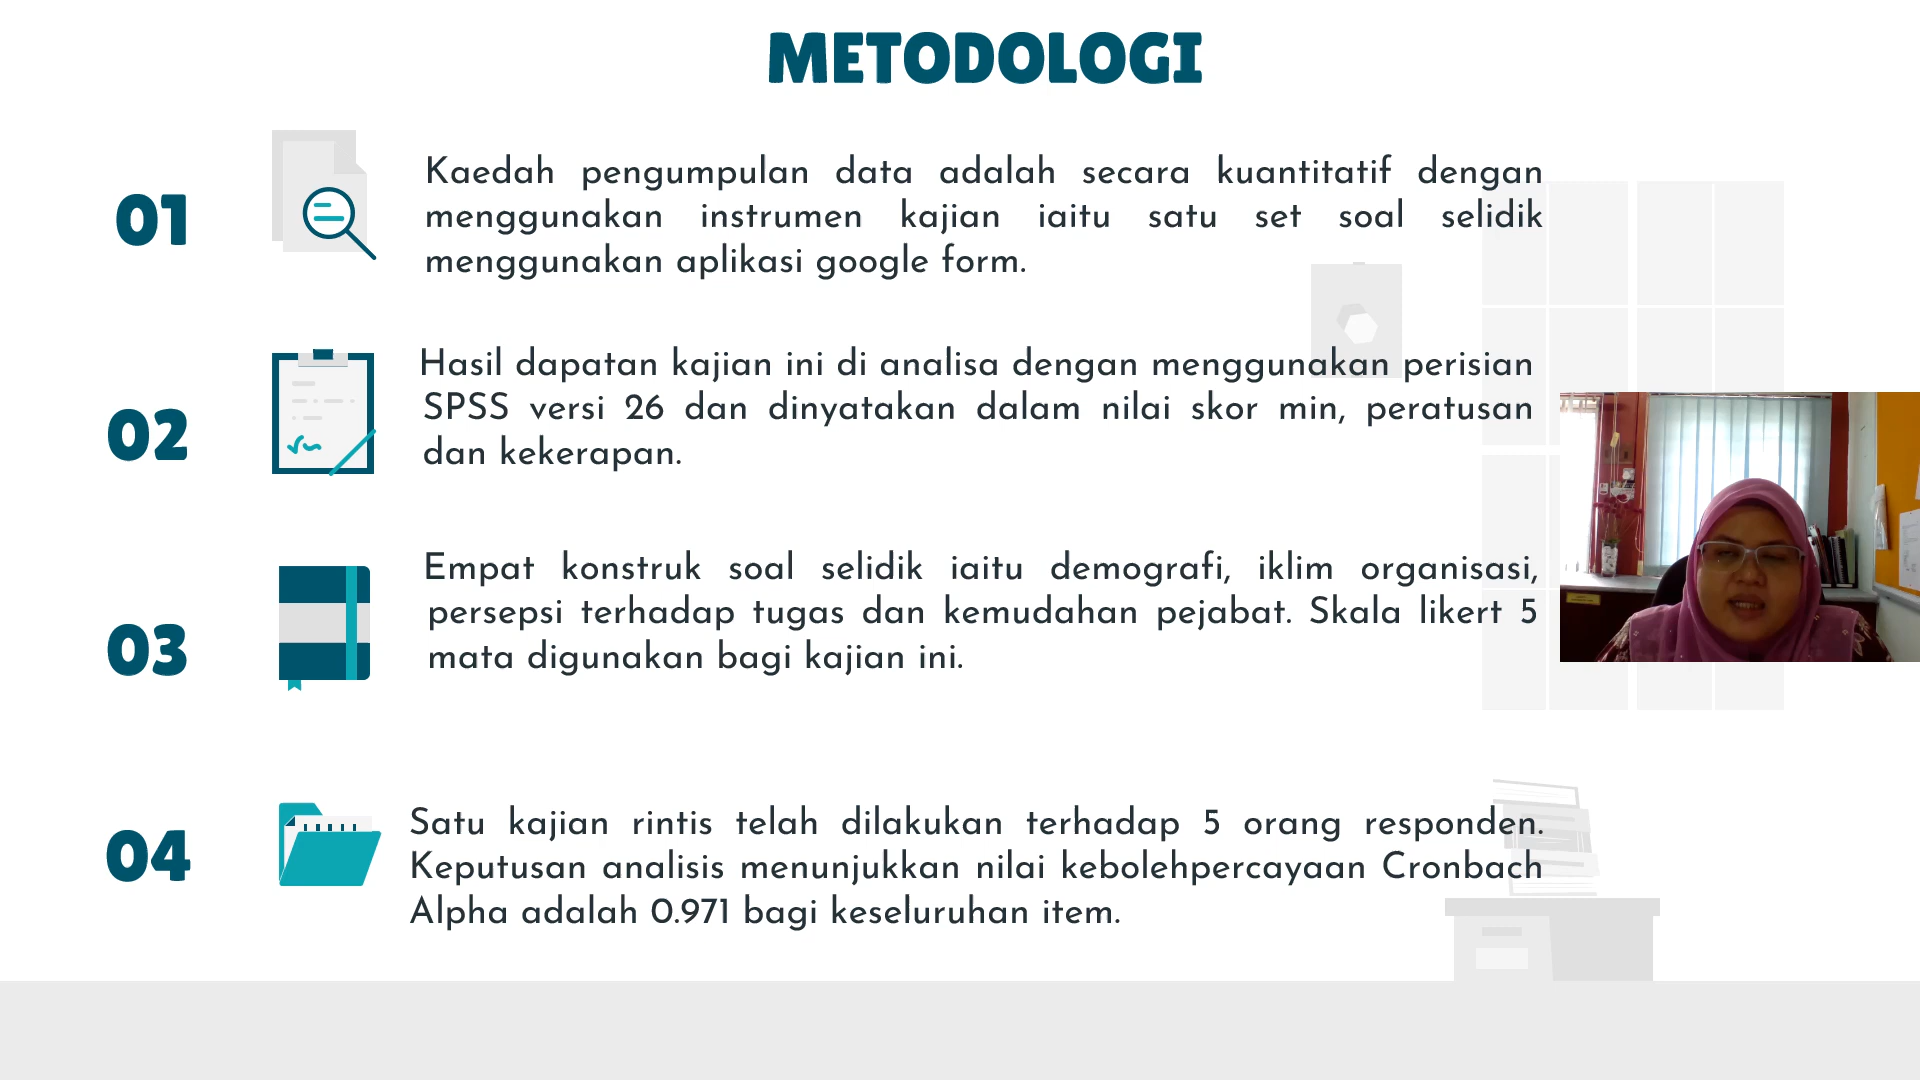 METODOLOGI
01
Kaedah pengumpulan data adalah secara kuantitatif dengan
menggunakan instrumen kajian iaitu satu set soal selidik
menggunakan aplikasi google form.
02
Hasil dapatan kajian ini di analisa dengan menggunakan perisian
SPSS versi 26 dan dinyatakan dalam nilai skor min, peratusan
dan kekerapan.
03
Empat konstruk soal selidik iaitu demografi, iklim organisasi,
persepsi terhadap tugas dan kemudahan pejabat. Skala likert 5
mata digunakan bagi kajian ini.
04
Satu kajian rintis telah dilakukan terhadap 5 orang responden.
Keputusan analisis menunjukkan nilai kebolehpercayaan Cronbach
Alpha adalah 0.971 bagi keseluruhan item.